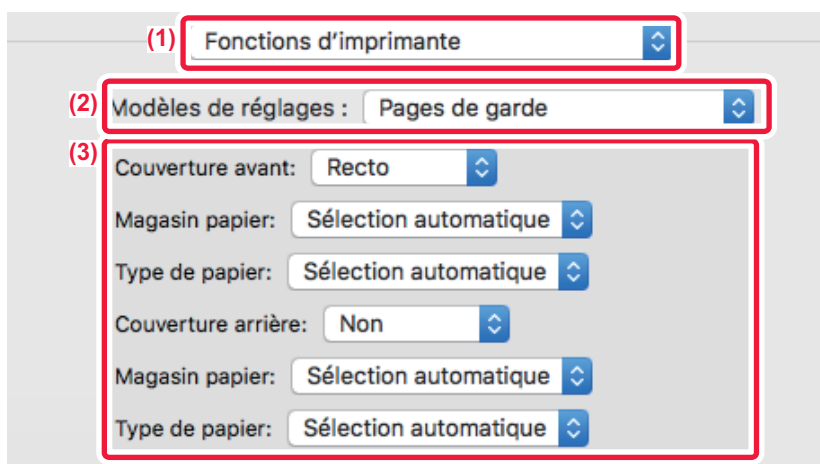 (1) Fonctions d'imprimante
(2) Modèles de réglages : Pages de garde
(3)
Couverture avant: Recto
Magasin papier: Sélection automatique
Type de papier: Sélection automatique
Couverture arrière: Non
Magasin papier: Sélection automatique
Type de papier: Sélection automatique